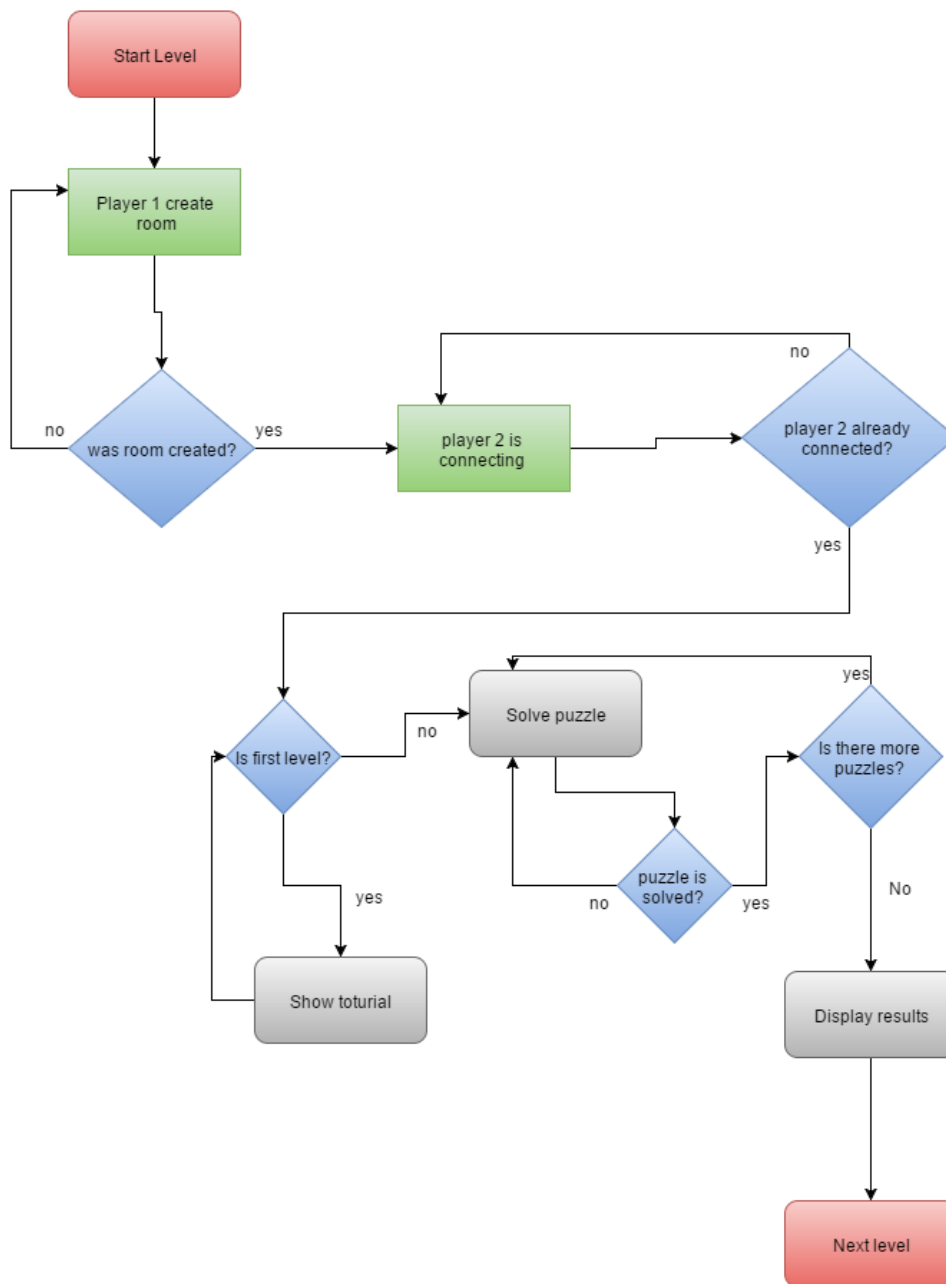 Start Level
Player 1 create
room
no
was room created?
yes
player 2 is
connecting
no
player 2 already
connected?
yes
Is first level?
no
yes
Show toturial
Solve puzzle
puzzle is
solved?
no
yes
yes
Is there more
puzzles?
No
Display results
Next level